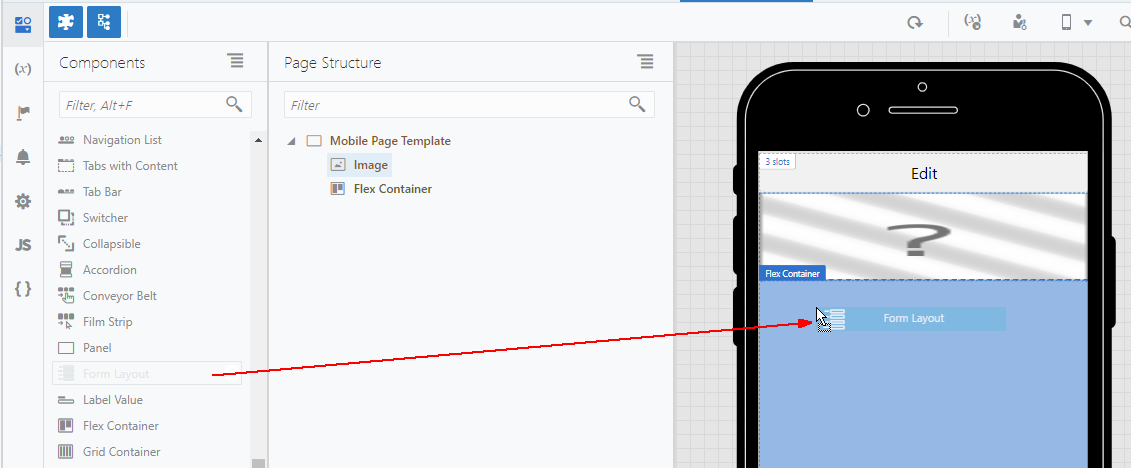 Components
Page Structure
Filter, Alt+F
Filter
Navigation List
Tabs with Content
Tab Bar
Switcher
Collapsible
Accordion
Conveyor Belt
Film Strip
Panel
Form Layout
Label Value
Flex Container
Grid Container
Mobile Page Template
Image
Flex Container
(x)
JS
{ }
(x)
3 slots
Edit
?
Flex Container
Form Layout